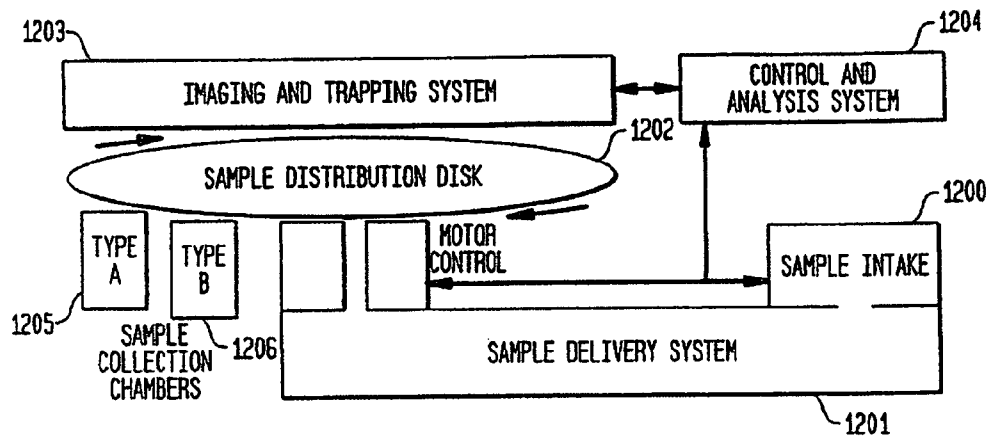 1203
1204
IMAGING AND TRAPPING SYSTEM
CONTROL AND
ANALYSIS SYSTEM
1202
SAMPLE DISTRIBUTION DISK
1200
TYPE
A
TYPE
B
MOTOR
CONTROL
SAMPLE INTAKE
1205
SAMPLE
COLLECTION
CHAMBERS
1206
SAMPLE DELIVERY SYSTEM
1201